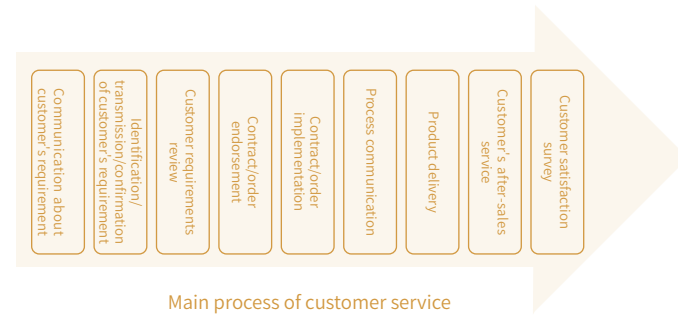 Communication about
customer's requirement
Identification/
transmission/confirmation
of customer's requirement
Customer requirements
review
Contract/order
endorsement
Contract/order
implementation
Process communication
Product delivery
Customer's after-sales
service
Customer satisfaction
survey
Main process of customer service